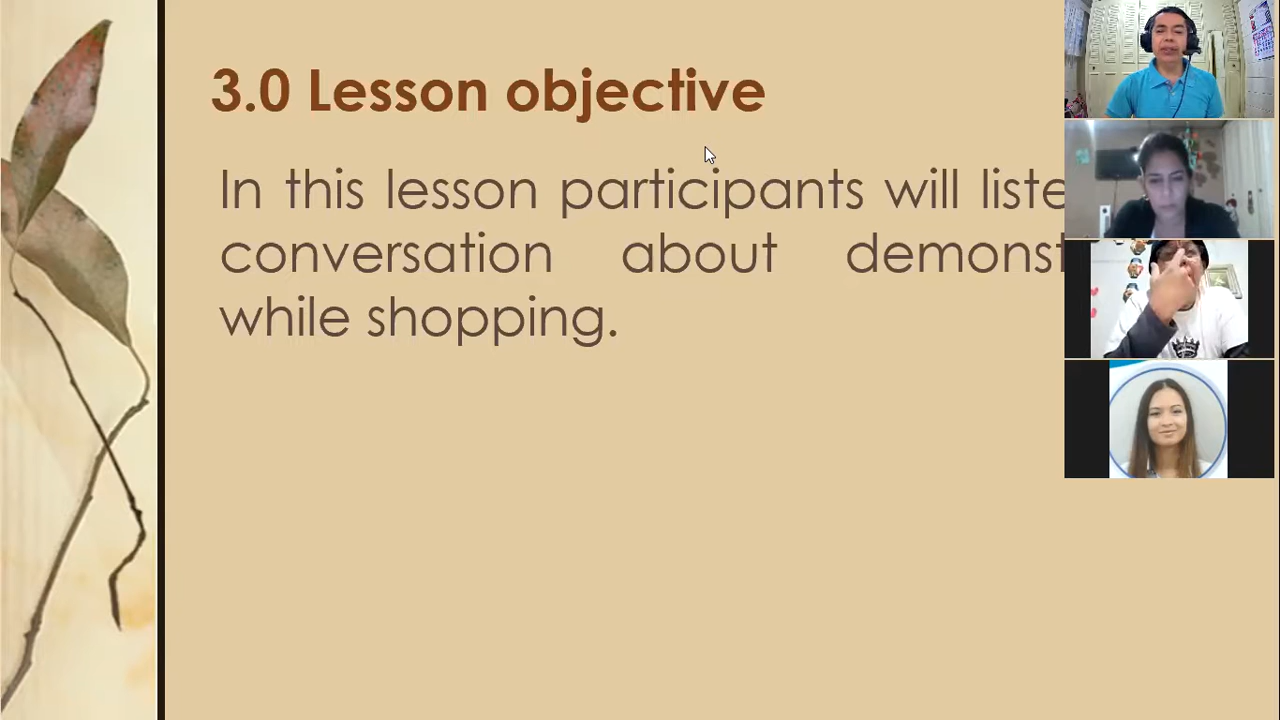 3.0 Lesson objective
In this lesson participants will liste
conversation about demonst
while shopping.